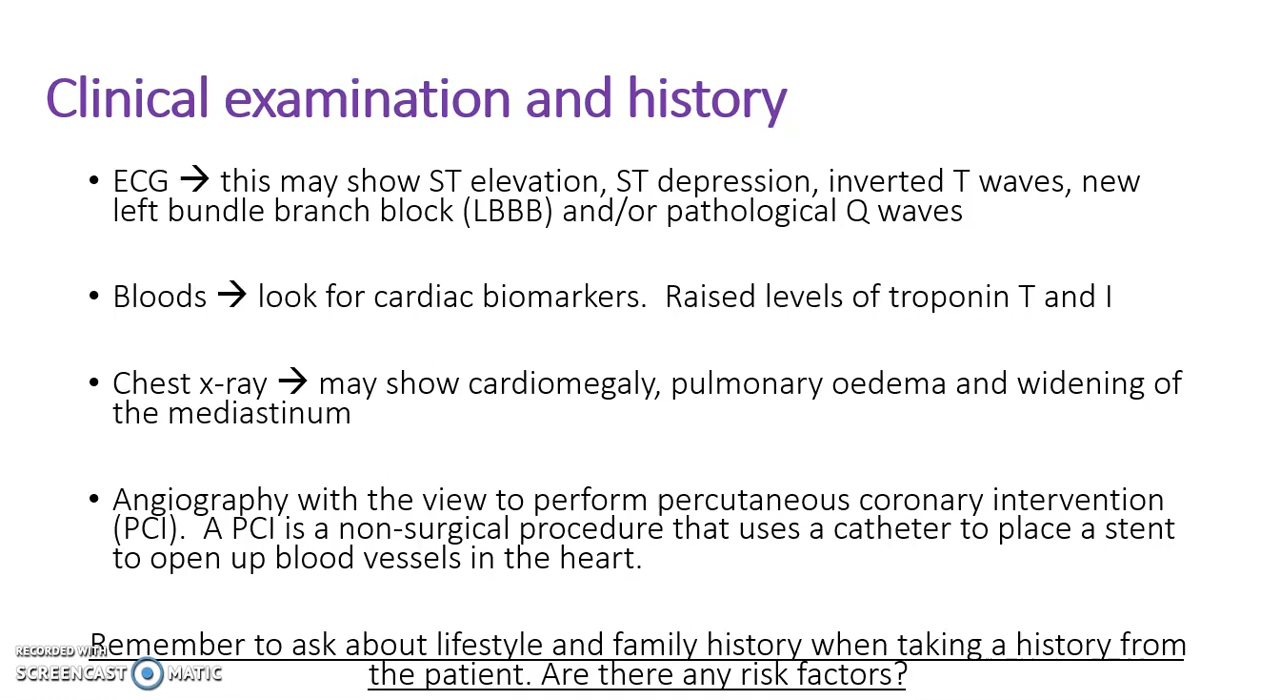 Clinical examination and history
• ECG → this may show ST elevation, ST depression, inverted T waves, new
left bundle branch block (LBBB) and/or pathological Q waves
• Bloods → look for cardiac biomarkers.  Raised levels of troponin T and I
• Chest x-ray → may show cardiomegaly, pulmonary oedema and widening of
the mediastinum
• Angiography with the view to perform percutaneous coronary intervention
(PCI).  A PCI is a non-surgical procedure that uses a catheter to place a stent
to open up blood vessels in the heart.
Remember to ask about lifestyle and family history when taking a history from
the patient. Are there any risk factors?
RECORDED WITH
SCREENCAST MATIC